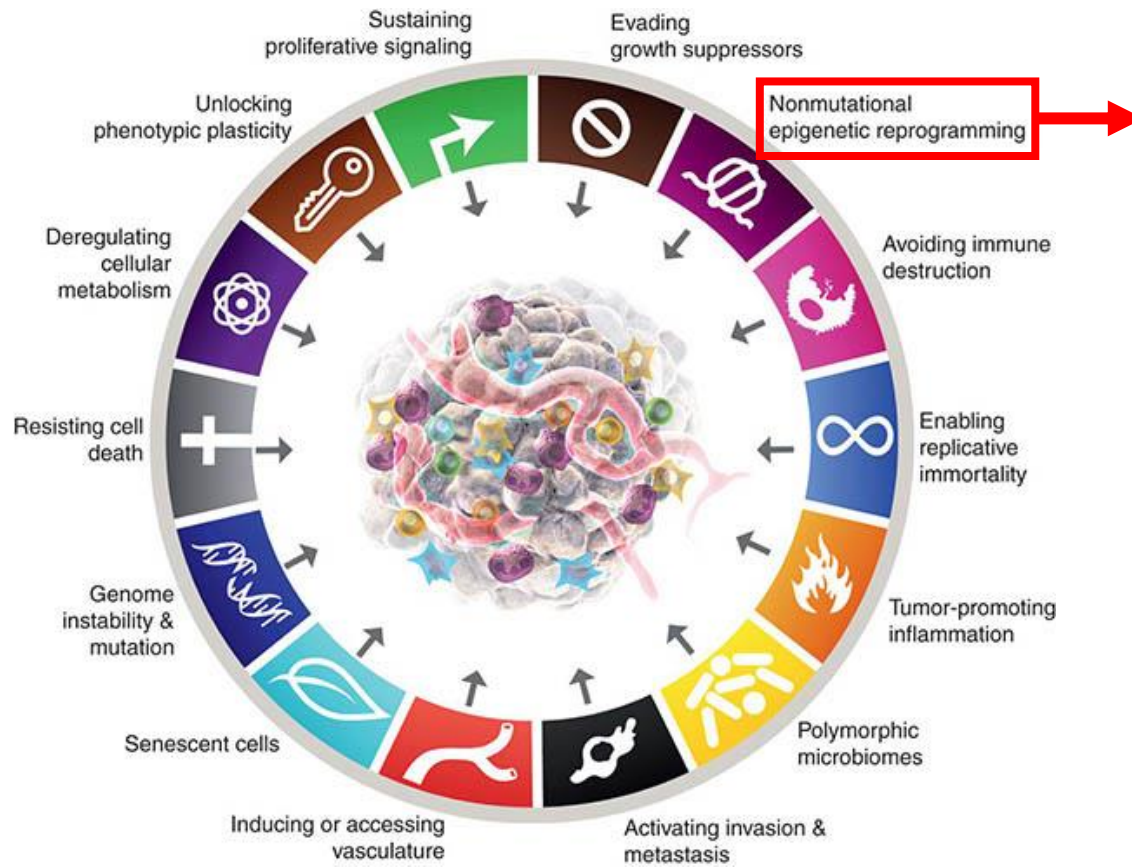 Sustaining
proliferative signaling
Evading
growth suppressors
Nonmutational
epigenetic reprogramming
Avoiding immune
destruction
Enabling
replicative
immortality
Tumor-promoting
inflammation
Polymorphic
microbiomes
Activating invasion &
metastasis
Inducing or accessing
vasculature
Senescent cells
Genome
instability &
mutation
Resisting cell
death
Deregulating
cellular
metabolism
Unlocking
phenotypic plasticity